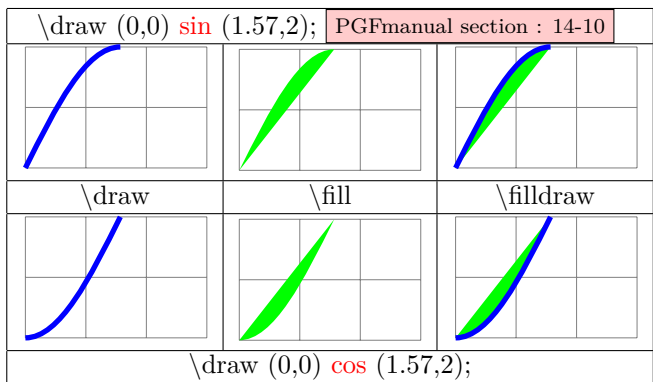 \draw (0,0) sin (1.57,2); PGFmanual section : 14-10
\draw \fill \filldraw
\draw (0,0) cos (1.57,2);